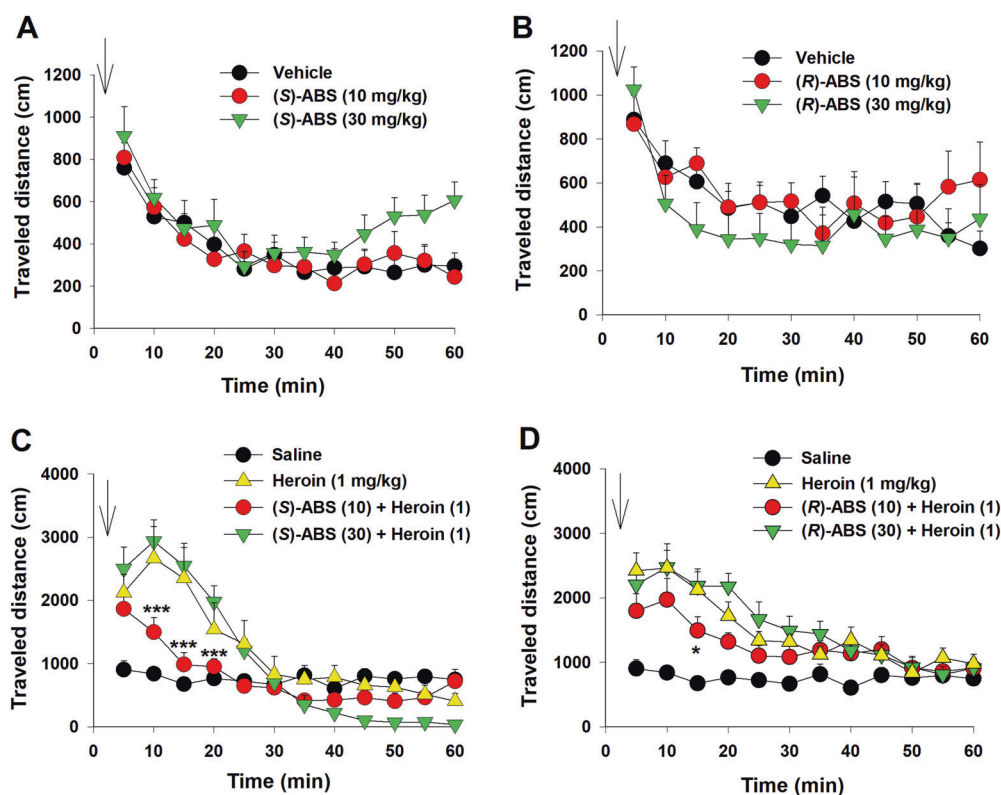 A
Traveled distance (cm)
1200
1000
800
600
400
200
0
Vehicle
(S)-ABS (10 mg/kg)
(S)-ABS (30 mg/kg)
0 10 20 30 40 50 60
Time (min)
B
Traveled distance (cm)
1200
1000
800
600
400
200
0
Vehicle
(R)-ABS (10 mg/kg)
(R)-ABS (30 mg/kg)
0 10 20 30 40 50 60
Time (min)
C
Traveled distance (cm)
4000
3000
2000
1000
0
Saline
Heroin (1 mg/kg)
(S)-ABS (10) + Heroin (1)
(S)-ABS (30) + Heroin (1)
***
***
***
0 10 20 30 40 50 60
Time (min)
D
Traveled distance (cm)
4000
3000
2000
1000
0
Saline
Heroin (1 mg/kg)
(R)-ABS (10) + Heroin (1)
(R)-ABS (30) + Heroin (1)
*
0 10 20 30 40 50 60
Time (min)